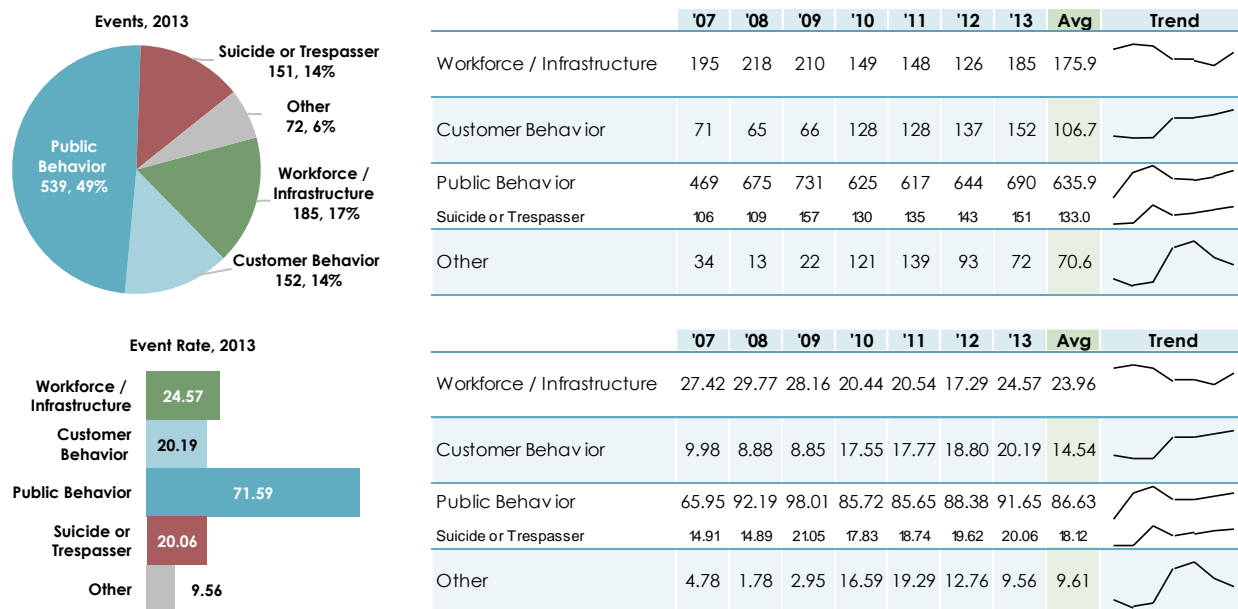 Events, 2013
Suicide or Trespasser
151, 14%
Other
72, 6%
Public
Behavior
539, 49%
Workforce /
Infrastructure
185, 17%
Customer Behavior
152, 14%
'07 '08 '09 '10 '11 '12 '13 Avg Trend
Workforce / Infrastructure 195 218 210 149 148 126 185 175.9
Customer Behavior 71 65 66 128 128 137 152 106.7
Public Behavior 469 675 731 625 617 644 690 635.9
Suicide or Trespasser 106 109 157 130 135 143 151 133.0
Other 34 13 22 121 139 93 72 70.6
Event Rate, 2013
Workforce /
Infrastructure
24.57
Customer
Behavior
20.19
Public Behavior 71.59
Suicide or
Trespasser
20.06
Other 9.56
'07 '08 '09 '10 '11 '12 '13 Avg Trend
Workforce / Infrastructure 27.42 29.77 28.16 20.44 20.54 17.29 24.57 23.96
Customer Behavior 9.98 8.88 8.85 17.55 17.77 18.80 20.19 14.54
Public Behavior 65.95 92.19 98.01 85.72 85.65 88.38 91.65 86.63
Suicide or Trespasser 14.91 14.89 21.05 17.83 18.74 19.62 20.06 18.12
Other 4.78 1.78 2.95 16.59 19.29 12.76 9.56 9.61